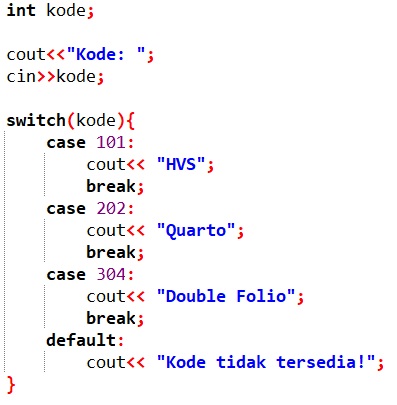 int kode;
cout<<"Kode: ";
cin>>kode;
switch(kode){
case 101:
cout<< "HVS";
break;
case 202:
cout<< "Quarto";
break;
case 304:
cout<< "Double Folio";
break;
default:
cout<< "Kode tidak tersedia!";
}